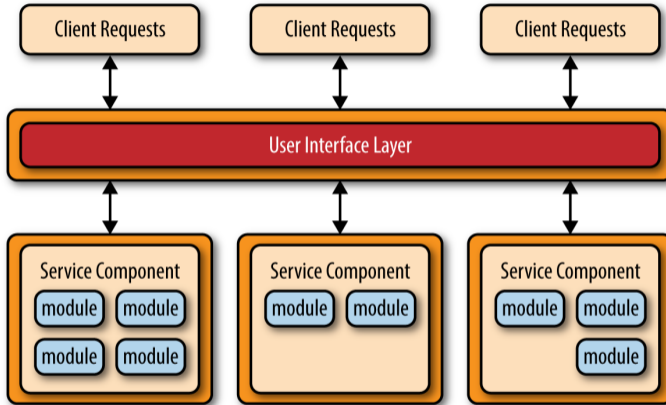 Client Requests
Client Requests
Client Requests
User Interface Layer
Service Component
module module
module module
Service Component
module module
Service Component
module module
module